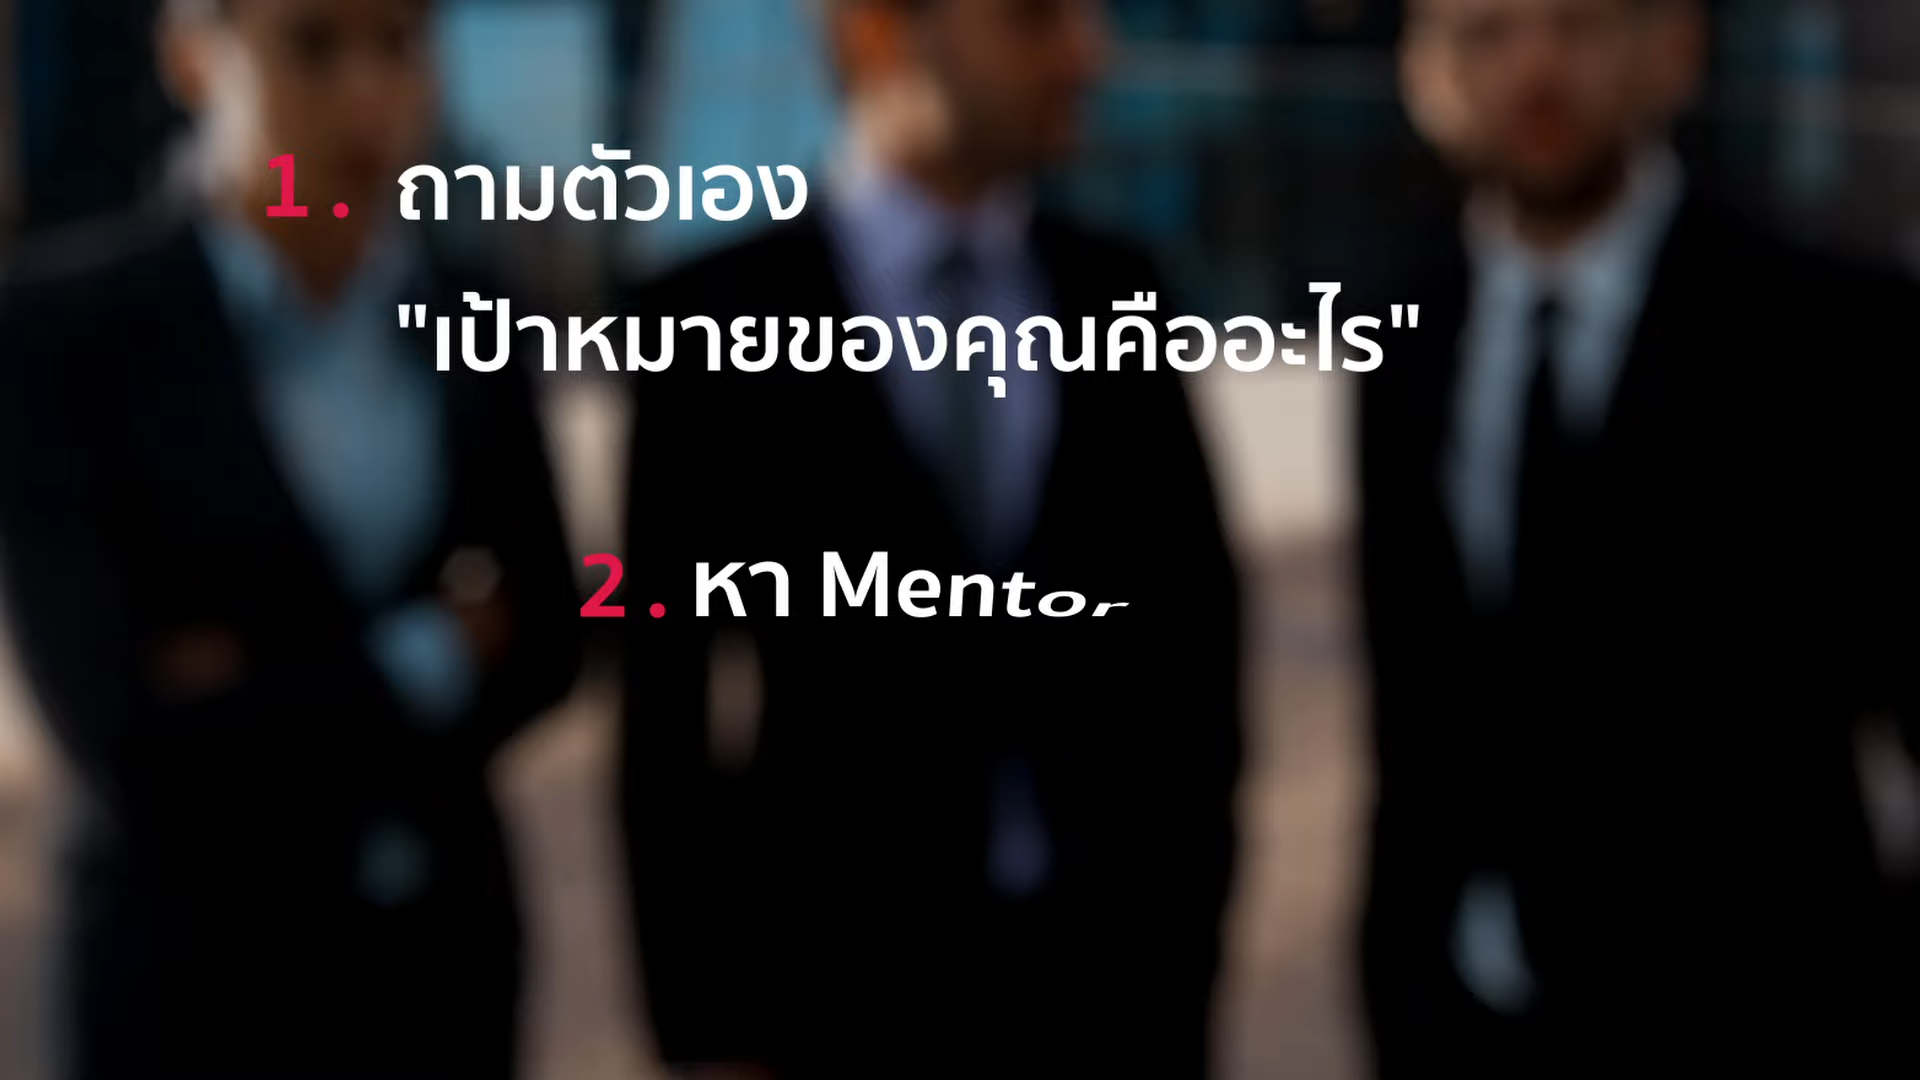 1. ถามตัวเอง
"เป้าหมายของคุณคืออะไร"
2. หา Mentor